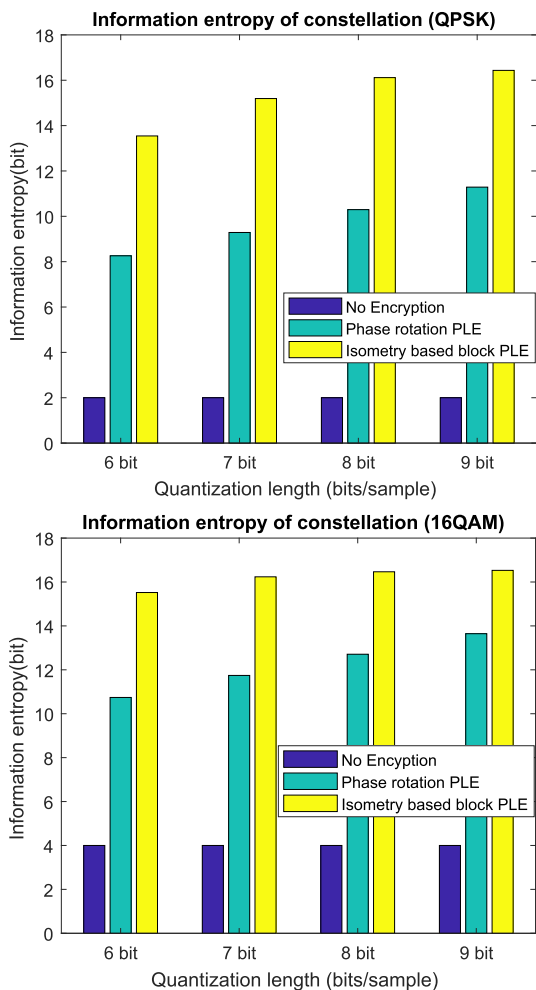 Information entropy of constellation (QPSK)
18
16
14
12
10
8
6
4
2
0
Information entropy(bit)
No Encryption
Phase rotation PLE
Isometry based block PLE
6 bit 7 bit 8 bit 9 bit
Quantization length (bits/sample)
Information entropy of constellation (16QAM)
18
16
14
12
10
8
6
4
2
0
Information entropy(bit)
No Encyption
Phase rotation PLE
Isometry based block PLE
6 bit 7 bit 8 bit 9 bit
Quantization length (bits/sample)